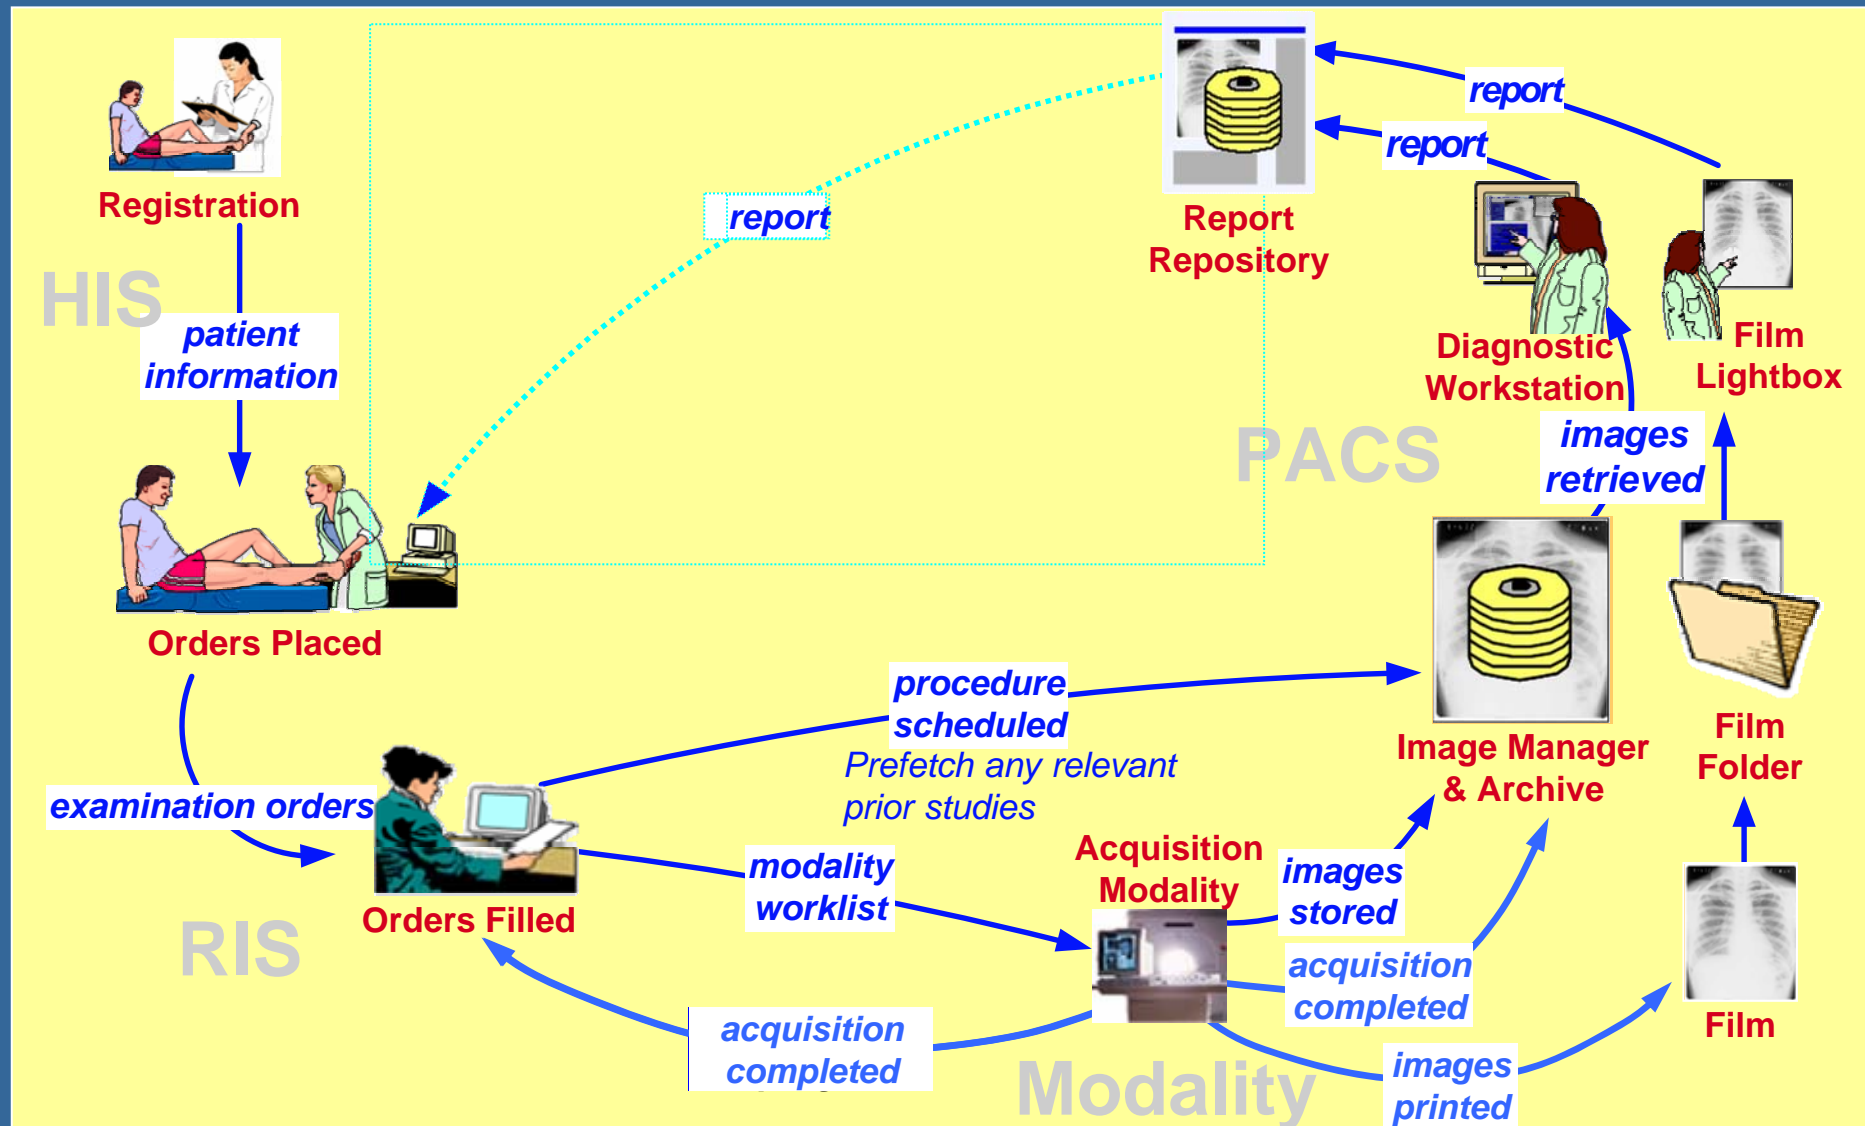 Registration
HIS
patient
information
Orders Placed
examination orders
Orders Filled
RIS
report
Report
Repository
report
report
Diagnostic
Workstation
Film
Lightbox
PACS
images
retrieved
procedure
scheduled
Prefetch any relevant
prior studies
Image Manager
& Archive
Film
Folder
modality
worklist
Acquisition
Modality
images
stored
acquisition
completed
acquisition
completed
Modality
images
printed
Film